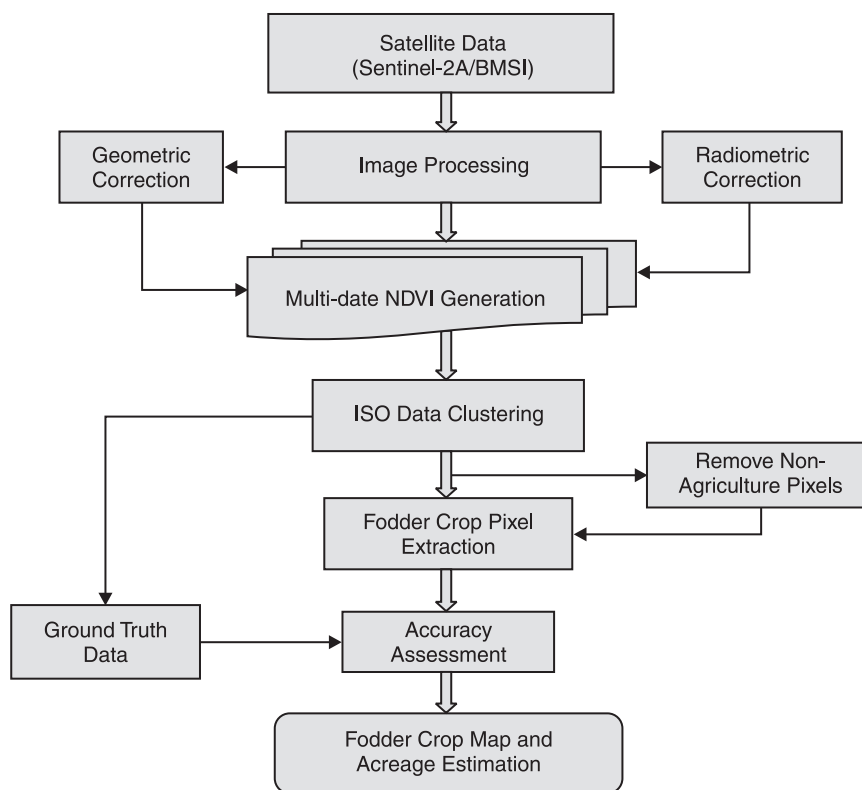 Satellite Data
(Sentinel-2A/BMSI)
Geometric
Correction
Image Processing
Radiometric
Correction
Multi-date NDVI Generation
ISO Data Clustering
Remove Non-
Agriculture Pixels
Fodder Crop Pixel
Extraction
Ground Truth
Data
Accuracy
Assessment
Fodder Crop Map and
Acreage Estimation